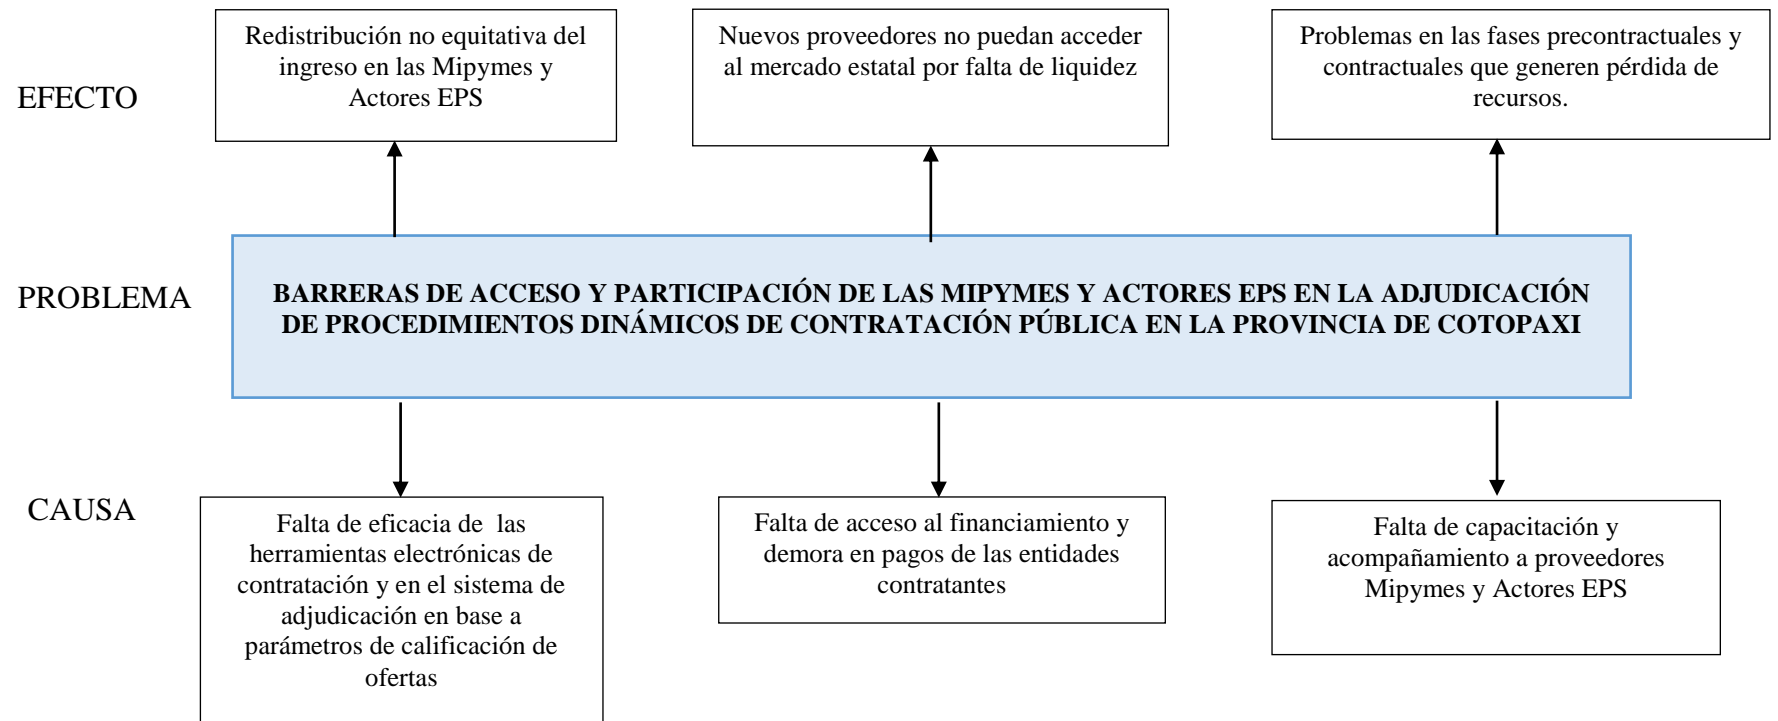 EFECTO
Redistribución no equitativa del
ingreso en las Mipymes y
Actores EPS
Nuevos proveedores no puedan acceder
al mercado estatal por falta de liquidez
Problemas en las fases precontractuales y
contractuales que generen pérdida de
recursos.
PROBLEMA
BARRERAS DE ACCESO Y PARTICIPACIÓN DE LAS MIPYMES Y ACTORES EPS EN LA ADJUDICACIÓN
DE PROCEDIMIENTOS DINÁMICOS DE CONTRATACIÓN PÚBLICA EN LA PROVINCIA DE COTOPAXI
CAUSA
Falta de eficacia de las
herramientas electrónicas de
contratación y en el sistema de
adjudicación en base a
parámetros de calificación de
ofertas
Falta de acceso al financiamiento y
demora en pagos de las entidades
contratantes
Falta de capacitación y
acompañamiento a proveedores
Mipymes y Actores EPS